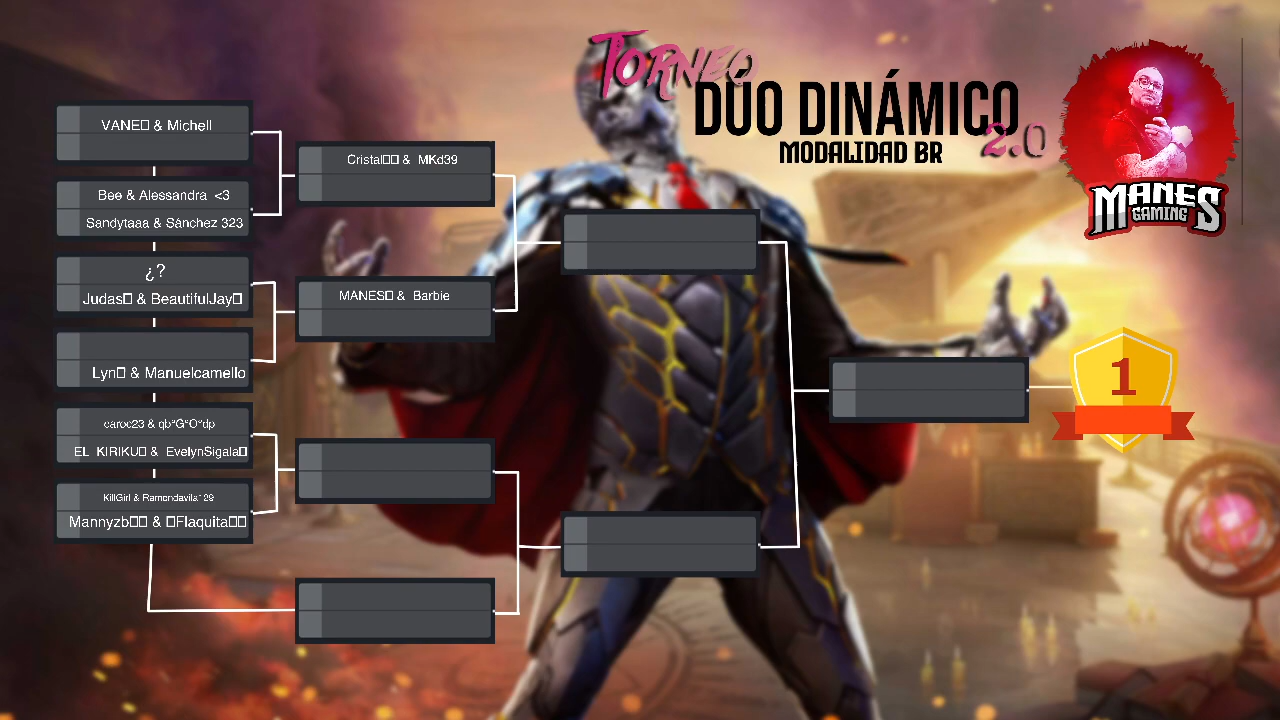 TORNEO
DÚO DINÁMICO
2.0
MODALIDAD BR
MANES
GAMING
VANE□ & Michell
Bee & Alessandra <3
Sandytaaa & Sánchez 323
¿?
Judas□ & BeautifulJay□
Lyn□ & Manuelcamello
caroc23 & qb*G*O*dp
EL KIRIKU□ & EvelynSigala□
KillGirl & Ramondavila*29
Mannyzb□□ & □Flaquita□□
Cristal□□ & MKd39
MANES□ & Barbie
1